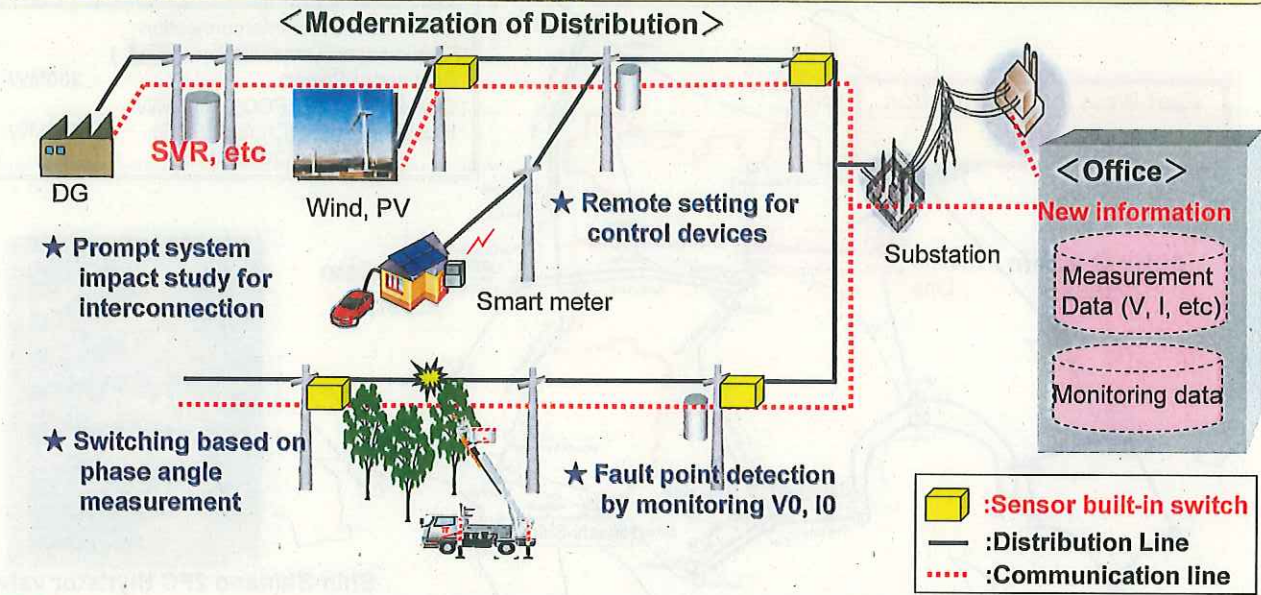 <Modernization of Distribution>
DG
SVR, etc
Wind, PV
★ Prompt system
impact study for
interconnection
Smart meter
★ Remote setting for
control devices
Substation
<Office>
New information
Measurement
Data (V, I, etc)
Monitoring data
★ Switching based on
phase angle
measurement
★ Fault point detection
by monitoring V0, I0
:Sensor built-in switch
:Distribution Line
:Communication line